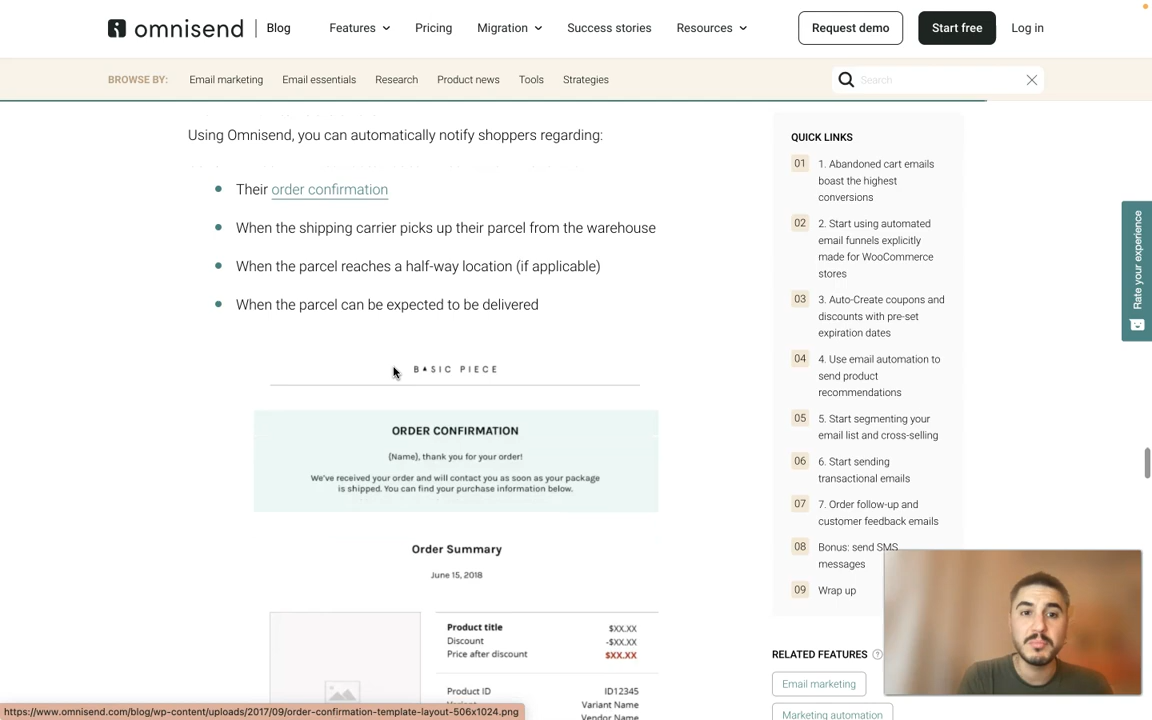 omnisend
Blog
Features
Pricing
Migration
Success stories
Resources
Request demo
Start free
Log in
BROWSE BY:
Email marketing
Email essentials
Research
Product news
Tools
Strategies
Search
Using Omnisend, you can automatically notify shoppers regarding:
Their order confirmation
When the shipping carrier picks up their parcel from the warehouse
When the parcel reaches a half-way location (if applicable)
When the parcel can be expected to be delivered
BASIC PIECE
ORDER CONFIRMATION
{Name}, thank you for your order!
We've received your order and will contact you as soon as your package
is shipped. You can find your purchase information below.
Order Summary
June 15, 2018
Product title $XX.XX
Discount -$XX.XX
Price after discount $XX.XX
Product ID ID12345
Variant Name
Vendor Name
QUICK LINKS
01 1. Abandoned cart emails
boast the highest
conversions
02 2. Start using automated
email funnels explicitly
made for WooCommerce
stores
03 3. Auto-Create coupons and
discounts with pre-set
expiration dates
04 4. Use email automation to
send product
recommendations
05 5. Start segmenting your
email list and cross-selling
06 6. Start sending
transactional emails
07 7. Order follow-up and
customer feedback emails
08 Bonus: send SMS
messages
09 Wrap up
RELATED FEATURES ?
Email marketing
Marketing automation
Rate your experience
https://www.omnisend.com/blog/wp-content/uploads/2017/09/order-confirmation-template-layout-506x1024.png